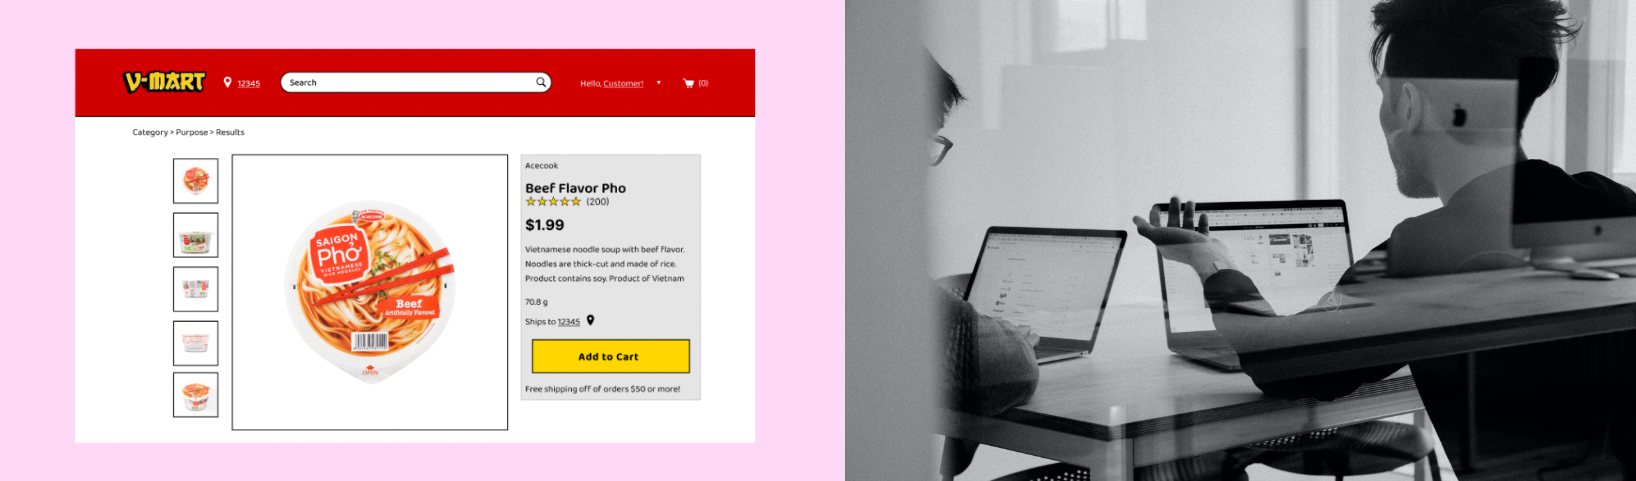 V-MART
12345
Search
Hello, Customer!
(0)
Category > Purpose > Results
Acecook
Beef Flavor Pho
(200)
$1.99
Vietnamese noodle soup with beef flavor.
Noodles are thick-cut and made of rice.
Product contains soy. Product of Vietnam
70.8 g
Ships to 12345
Add to Cart
Free shipping off of orders $50 or more!
ACECOOK
SAIGON
Phở
VIETNAMESE
RICE NOODLES
Beef
Artificially Flavored
OPEN